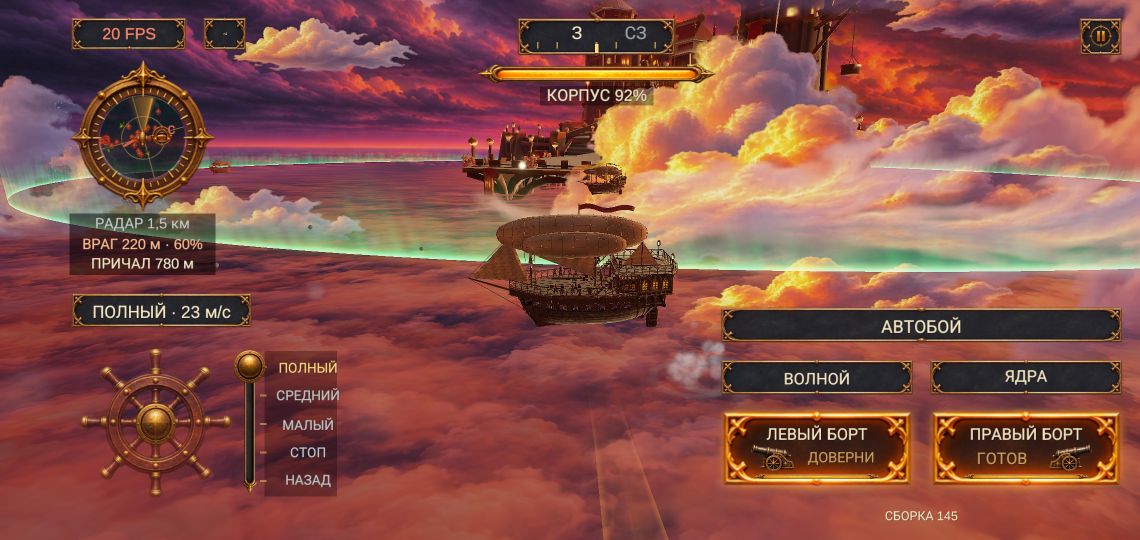 20 FPS
З
СЗ
КОРПУС 92%
РАДАР 1,5 км
ВРАГ 220 м · 60%
ПРИЧАЛ 780 м
ПОЛНЫЙ · 23 м/с
ПОЛНЫЙ
СРЕДНИЙ
МАЛЫЙ
СТОП
НАЗАД
АВТОБОЙ
ВОЛНОЙ
ЯДРА
ЛЕВЫЙ БОРТ
ДОВЕРНИ
ПРАВЫЙ БОРТ
ГОТОВ
СБОРКА 145